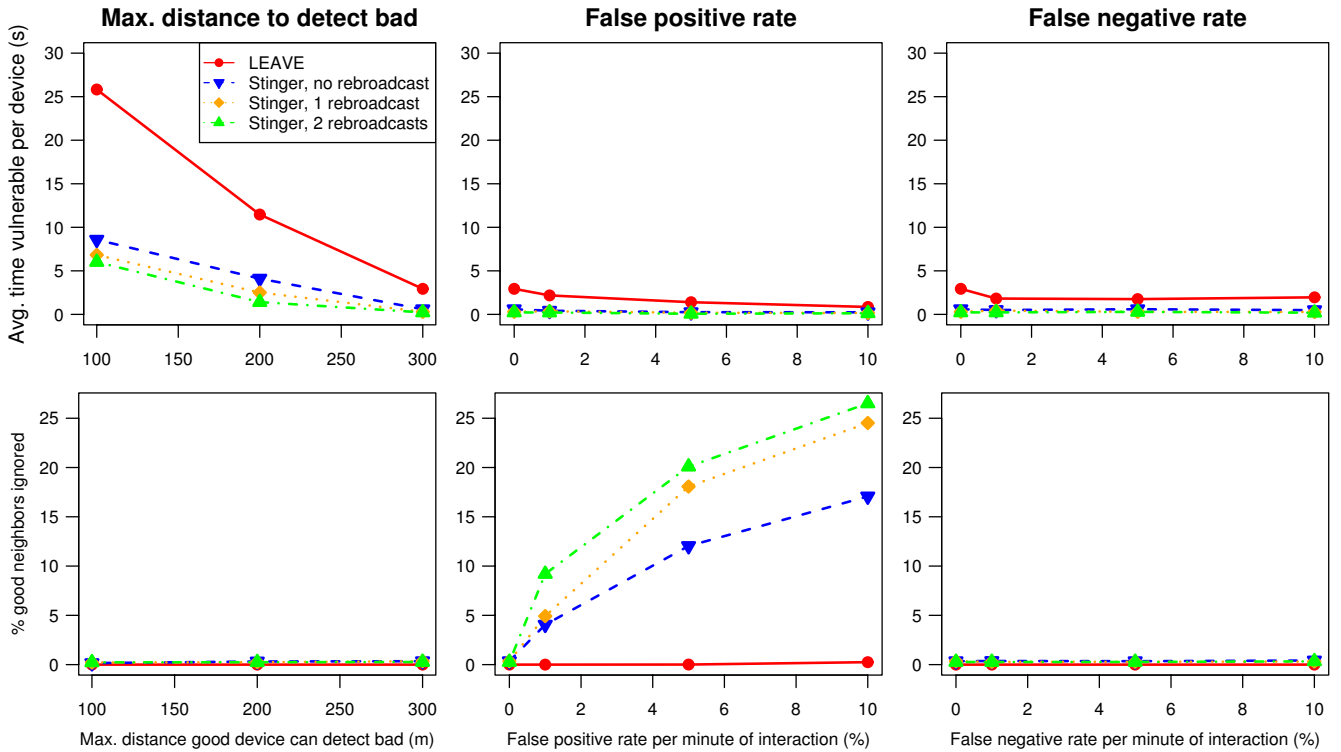 Max. distance to detect bad
False positive rate
False negative rate
Avg. time vulnerable per device (s)
30
25
20
15
10
5
0
LEAVE
Stinger, no rebroadcast
Stinger, 1 rebroadcast
Stinger, 2 rebroadcasts
100 150 200 250 300
30
25
20
15
10
5
0
0 2 4 6 8 10
30
25
20
15
10
5
0
0 2 4 6 8 10
% good neighbors ignored
25
20
15
10
5
0
100 150 200 250 300
Max. distance good device can detect bad (m)
25
20
15
10
5
0
0 2 4 6 8 10
False positive rate per minute of interaction (%)
25
20
15
10
5
0
0 2 4 6 8 10
False negative rate per minute of interaction (%)